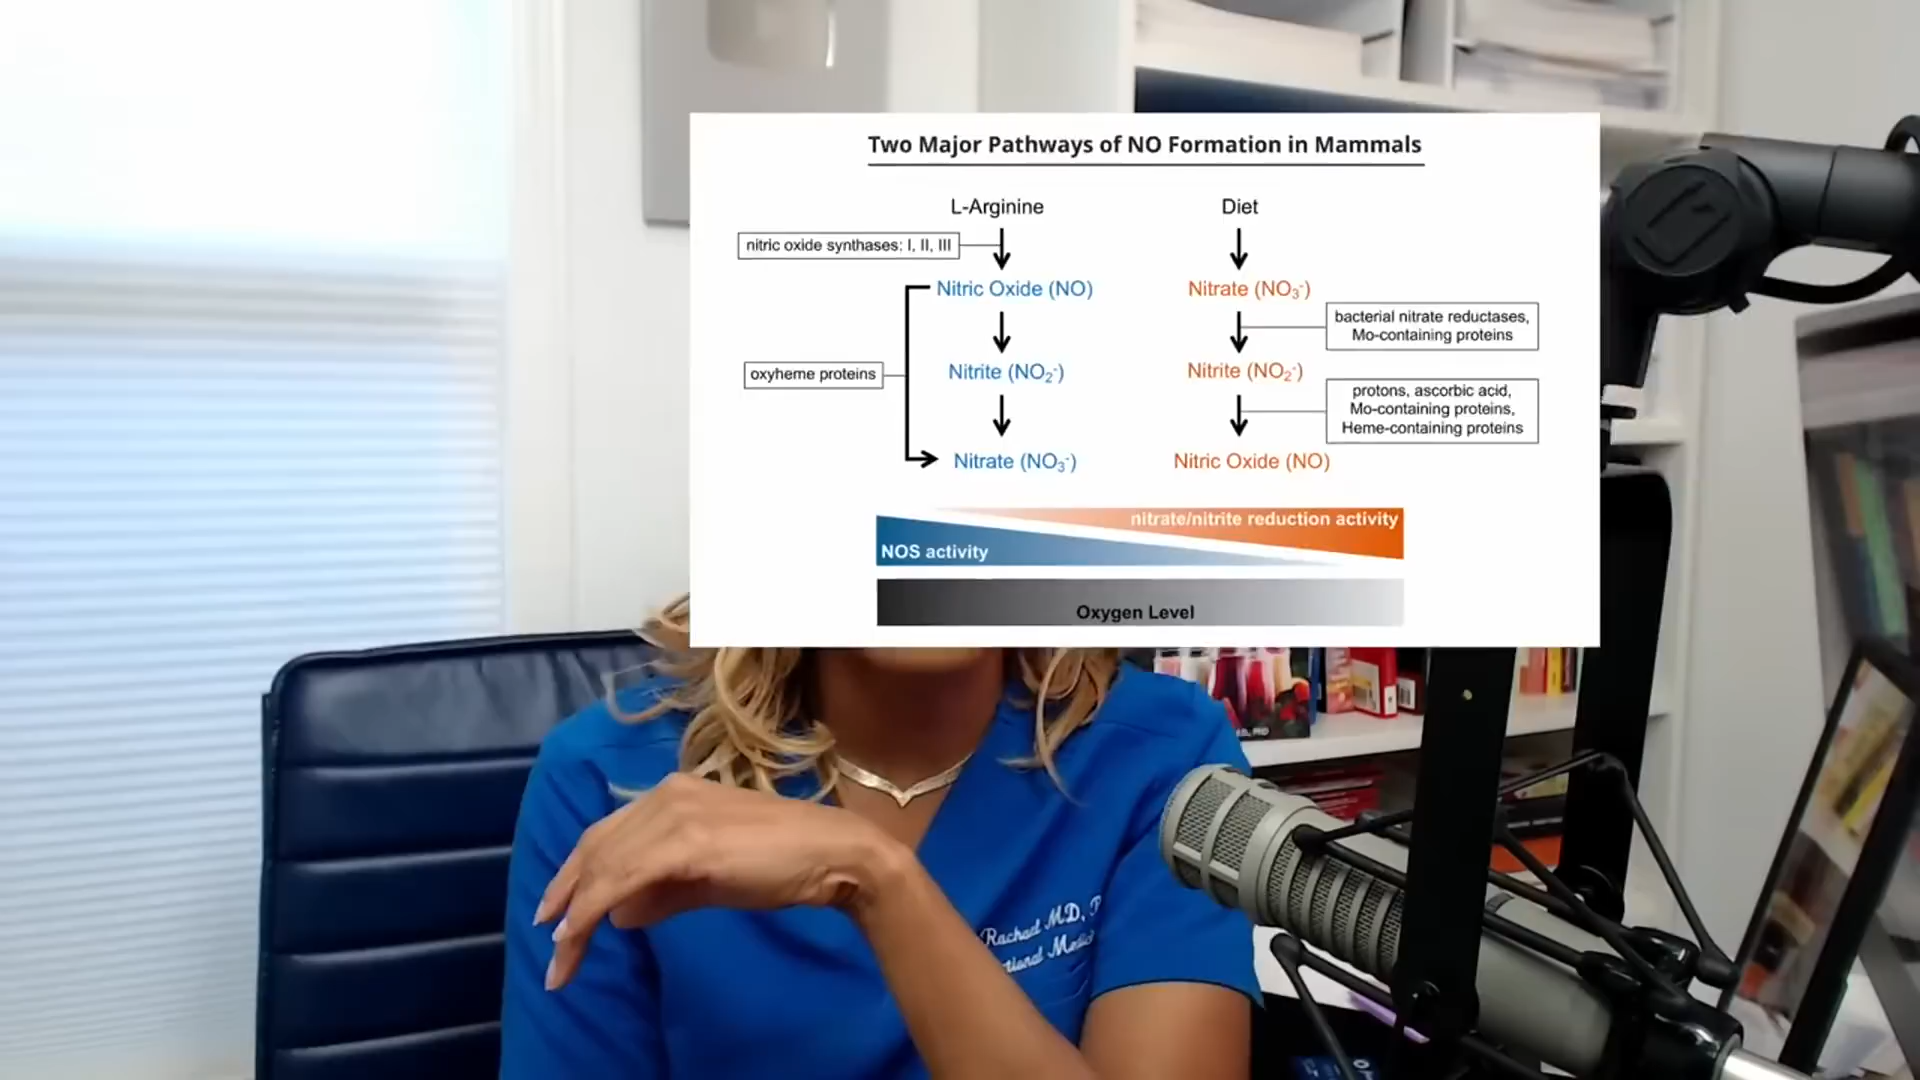 Two Major Pathways of NO Formation in Mammals
L-Arginine
Diet
nitric oxide synthases: I, II, III
Nitric Oxide (NO)
Nitrate (NO₃⁻)
bacterial nitrate reductases,
Mo-containing proteins
oxyheme proteins
Nitrite (NO₂⁻)
Nitrite (NO₂⁻)
protons, ascorbic acid,
Mo-containing proteins,
Heme-containing proteins
Nitrate (NO₃⁻)
Nitric Oxide (NO)
nitrate/nitrite reduction activity
NOS activity
Oxygen Level
Rachael MD,